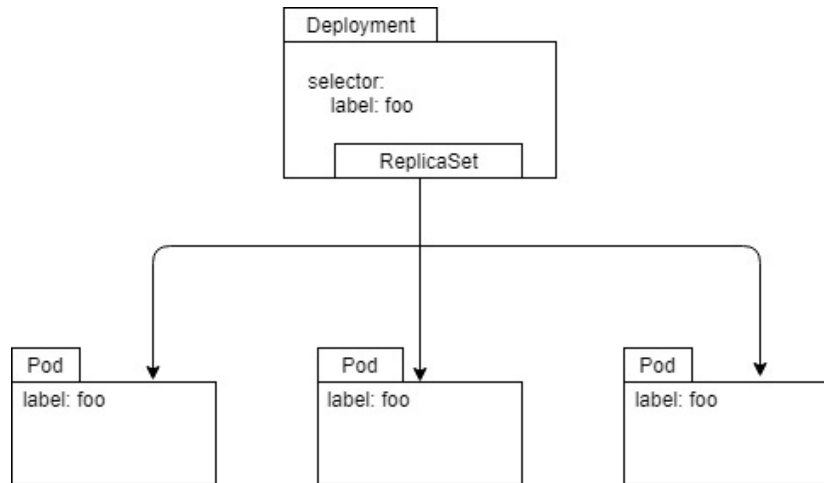 Deployment
selector:
label: foo
ReplicaSet
Pod
label: foo
Pod
label: foo
Pod
label: foo